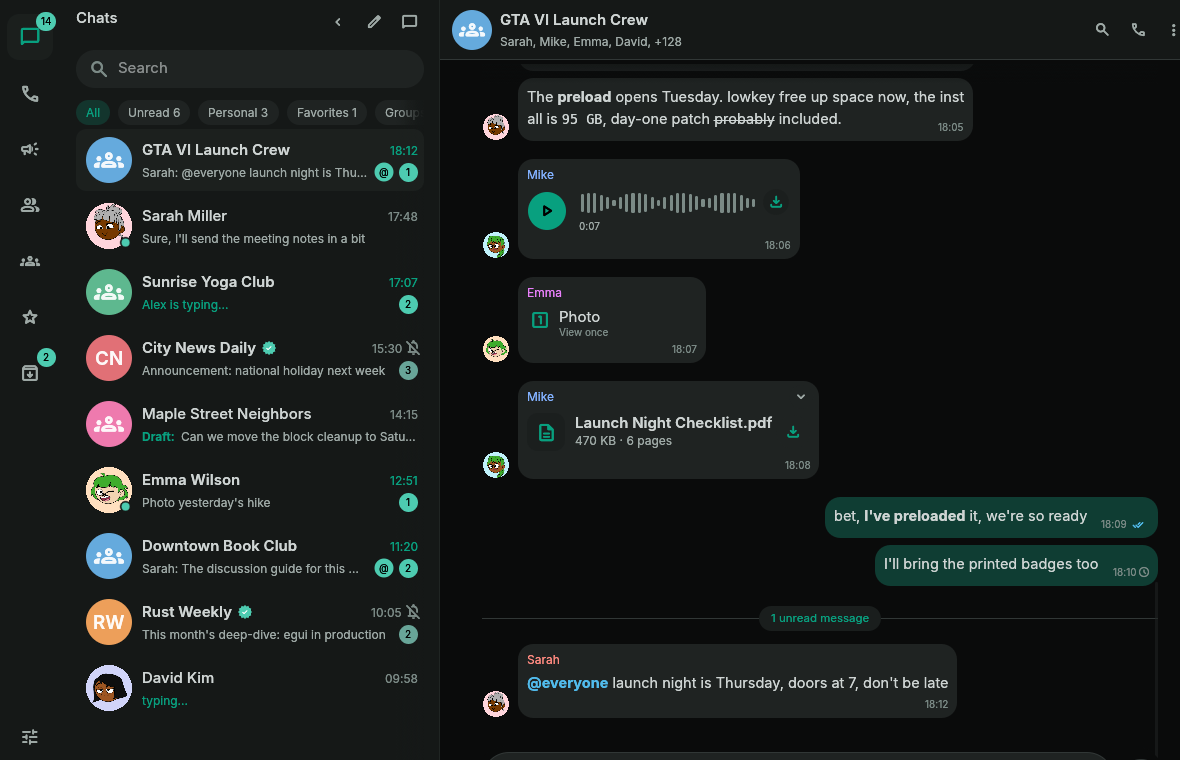 14
Chats
Search
All
Unread 6
Personal 3
Favorites 1
Group
GTA VI Launch Crew
18:12
Sarah: @everyone launch night is Thu...
@
1
Sarah Miller
17:48
Sure, I'll send the meeting notes in a bit
Sunrise Yoga Club
17:07
Alex is typing...
2
CN
City News Daily
15:30
Announcement: national holiday next week
3
Maple Street Neighbors
14:15
Draft: Can we move the block cleanup to Satu...
Emma Wilson
12:51
Photo yesterday's hike
1
Downtown Book Club
11:20
Sarah: The discussion guide for this ...
@
2
RW
Rust Weekly
10:05
This month's deep-dive: egui in production
2
David Kim
09:58
typing...
2
GTA VI Launch Crew
Sarah, Mike, Emma, David, +128
The preload opens Tuesday. lowkey free up space now, the inst
all is 95 GB, day-one patch probably included.
18:05
Mike
0:07
18:06
Emma
1
Photo
View once
18:07
Mike
Launch Night Checklist.pdf
470 KB · 6 pages
18:08
bet, I've preloaded it, we're so ready
18:09
I'll bring the printed badges too
18:10
1 unread message
Sarah
@everyone launch night is Thursday, doors at 7, don't be late
18:12